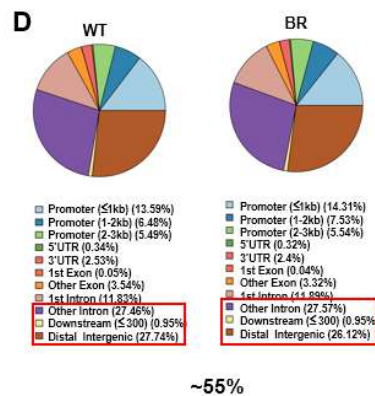 D
WT
BR
Promoter (≤1kb) (13.59%)
Promoter (1-2kb) (6.48%)
Promoter (2-3kb) (5.49%)
5'UTR (0.34%)
3'UTR (2.53%)
1st Exon (0.05%)
Other Exon (3.54%)
1st Intron (11.83%)
Other Intron (27.46%)
Downstream (≤300) (0.95%)
Distal Intergenic (27.74%)
Promoter (≤1kb) (14.31%)
Promoter (1-2kb) (7.53%)
Promoter (2-3kb) (5.54%)
5'UTR (0.32%)
3'UTR (2.4%)
1st Exon (0.04%)
Other Exon (3.32%)
1st Intron (11.89%)
Other Intron (27.57%)
Downstream (≤300) (0.95%)
Distal Intergenic (26.12%)
~55%